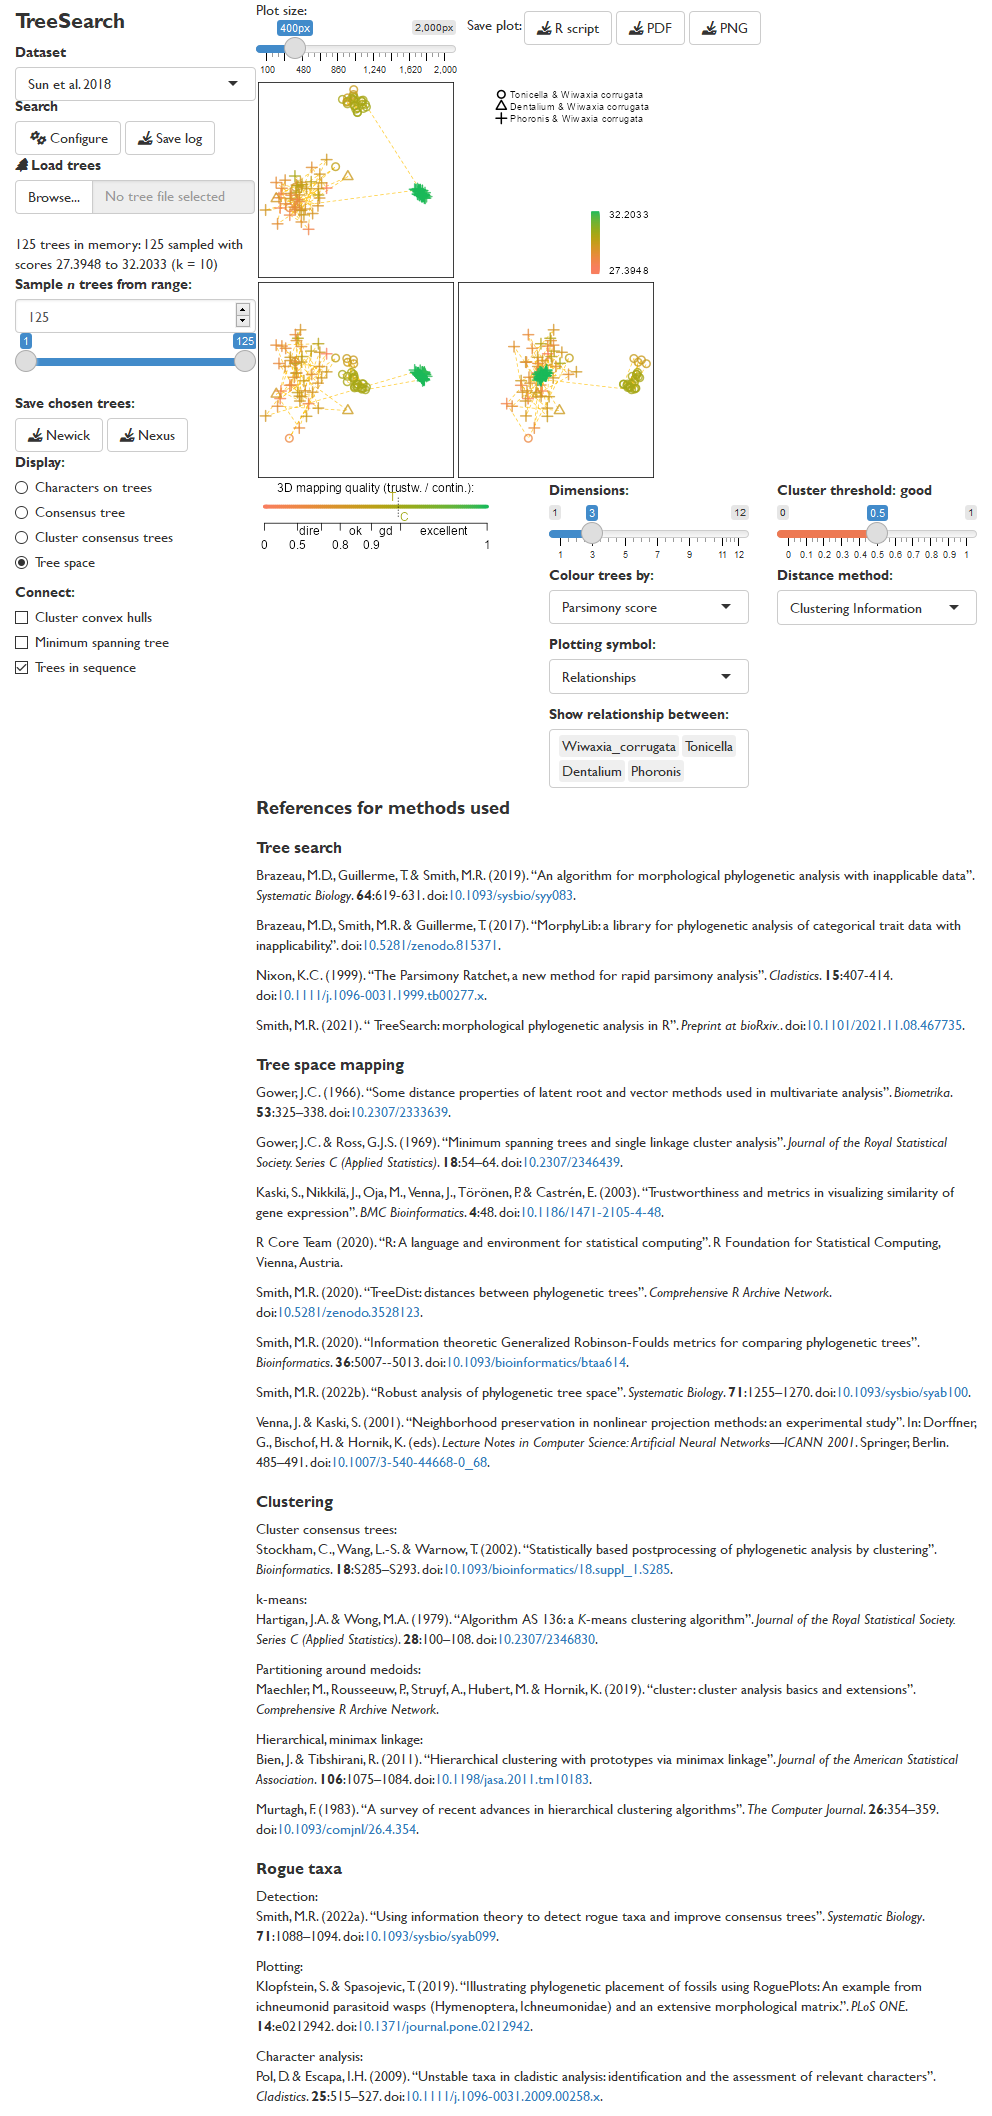 TreeSearch
Dataset
Sun et al. 2018
Search
Configure
Save log
Load trees
Browse...
No tree file selected
125 trees in memory: 125 sampled with
scores 27.3948 to 32.2033 (k = 10)
Sample n trees from range:
125
1
125
Save chosen trees:
Newick
Nexus
Display:
Characters on trees
Consensus tree
Cluster consensus trees
Tree space
Connect:
Cluster convex hulls
Minimum spanning tree
Trees in sequence
Plot size:
400px
2,000px
100 480 860 1,240 1,620 2,000
Save plot:
R script
PDF
PNG
Tonicella & Wiwaxia corrugata
Dentalium & Wiwaxia corrugata
Phoronis & Wiwaxia corrugata
32.2033
27.3948
3D mapping quality (trustw. / contin.):
T
C
dire ok gd excellent
0 0.5 0.8 0.9 1
Dimensions:
1 3 12
1 3 5 7 9 11 12
Colour trees by:
Parsimony score
Plotting symbol:
Relationships
Show relationship between:
Wiwaxia_corrugata Tonicella
Dentalium Phoronis
Cluster threshold: good
0 0.5 1
0 0.1 0.2 0.3 0.4 0.5 0.6 0.7 0.8 0.9 1
Distance method:
Clustering Information
References for methods used
Tree search
Brazeau, M.D., Guillerme, T. & Smith, M.R. (2019). “An algorithm for morphological phylogenetic analysis with inapplicable data”.
Systematic Biology. 64:619-631. doi:10.1093/sysbio/syy083.
Brazeau, M.D., Smith, M.R. & Guillerme, T. (2017). “MorphyLib: a library for phylogenetic analysis of categorical trait data with
inapplicability.”. doi:10.5281/zenodo.815371.
Nixon, K.C. (1999). “The Parsimony Ratchet, a new method for rapid parsimony analysis”. Cladistics. 15:407-414.
doi:10.1111/j.1096-0031.1999.tb00277.x.
Smith, M.R. (2021). “ TreeSearch: morphological phylogenetic analysis in R”. Preprint at bioRxiv.. doi:10.1101/2021.11.08.467735.
Tree space mapping
Gower, J.C. (1966). “Some distance properties of latent root and vector methods used in multivariate analysis”. Biometrika.
53:325–338. doi:10.2307/2333639.
Gower, J.C. & Ross, G.J.S. (1969). “Minimum spanning trees and single linkage cluster analysis”. Journal of the Royal Statistical
Society. Series C (Applied Statistics). 18:54–64. doi:10.2307/2346439.
Kaski, S., Nikkilä, J., Oja, M., Venna, J., Törönen, P. & Castrén, E. (2003). “Trustworthiness and metrics in visualizing similarity of
gene expression”. BMC Bioinformatics. 4:48. doi:10.1186/1471-2105-4-48.
R Core Team (2020). “R: A language and environment for statistical computing”. R Foundation for Statistical Computing,
Vienna, Austria.
Smith, M.R. (2020). “TreeDist: distances between phylogenetic trees”. Comprehensive R Archive Network.
doi:10.5281/zenodo.3528123.
Smith, M.R. (2020). “Information theoretic Generalized Robinson-Foulds metrics for comparing phylogenetic trees”.
Bioinformatics. 36:5007--5013. doi:10.1093/bioinformatics/btaa614.
Smith, M.R. (2022b). “Robust analysis of phylogenetic tree space”. Systematic Biology. 71:1255–1270. doi:10.1093/sysbio/syab100.
Venna, J. & Kaski, S. (2001). “Neighborhood preservation in nonlinear projection methods: an experimental study”. In: Dorffner,
G., Bischof, H. & Hornik, K. (eds). Lecture Notes in Computer Science: Artificial Neural Networks—ICANN 2001. Springer, Berlin.
485–491. doi:10.1007/3-540-44668-0_68.
Clustering
Cluster consensus trees:
Stockham, C., Wang, L.-S. & Warnow, T. (2002). “Statistically based postprocessing of phylogenetic analysis by clustering”.
Bioinformatics. 18:S285–S293. doi:10.1093/bioinformatics/18.suppl_1.S285.
k-means:
Hartigan, J.A. & Wong, M.A. (1979). “Algorithm AS 136: a K-means clustering algorithm”. Journal of the Royal Statistical Society.
Series C (Applied Statistics). 28:100–108. doi:10.2307/2346830.
Partitioning around medoids:
Maechler, M., Rousseeuw, P., Struyf, A., Hubert, M. & Hornik, K. (2019). “cluster: cluster analysis basics and extensions”.
Comprehensive R Archive Network.
Hierarchical, minimax linkage:
Bien, J. & Tibshirani, R. (2011). “Hierarchical clustering with prototypes via minimax linkage”. Journal of the American Statistical
Association. 106:1075–1084. doi:10.1198/jasa.2011.tm10183.
Murtagh, F. (1983). “A survey of recent advances in hierarchical clustering algorithms”. The Computer Journal. 26:354–359.
doi:10.1093/comjnl/26.4.354.
Rogue taxa
Detection:
Smith, M.R. (2022a). “Using information theory to detect rogue taxa and improve consensus trees”. Systematic Biology.
71:1088–1094. doi:10.1093/sysbio/syab099.
Plotting:
Klopfstein, S. & Spasojevic, T. (2019). “Illustrating phylogenetic placement of fossils using RoguePlots: An example from
ichneumonid parasitoid wasps (Hymenoptera, Ichneumonidae) and an extensive morphological matrix.”. PLoS ONE.
14:e0212942. doi:10.1371/journal.pone.0212942.
Character analysis:
Pol, D. & Escapa, I.H. (2009). “Unstable taxa in cladistic analysis: identification and the assessment of relevant characters”.
Cladistics. 25:515–527. doi:10.1111/j.1096-0031.2009.00258.x.